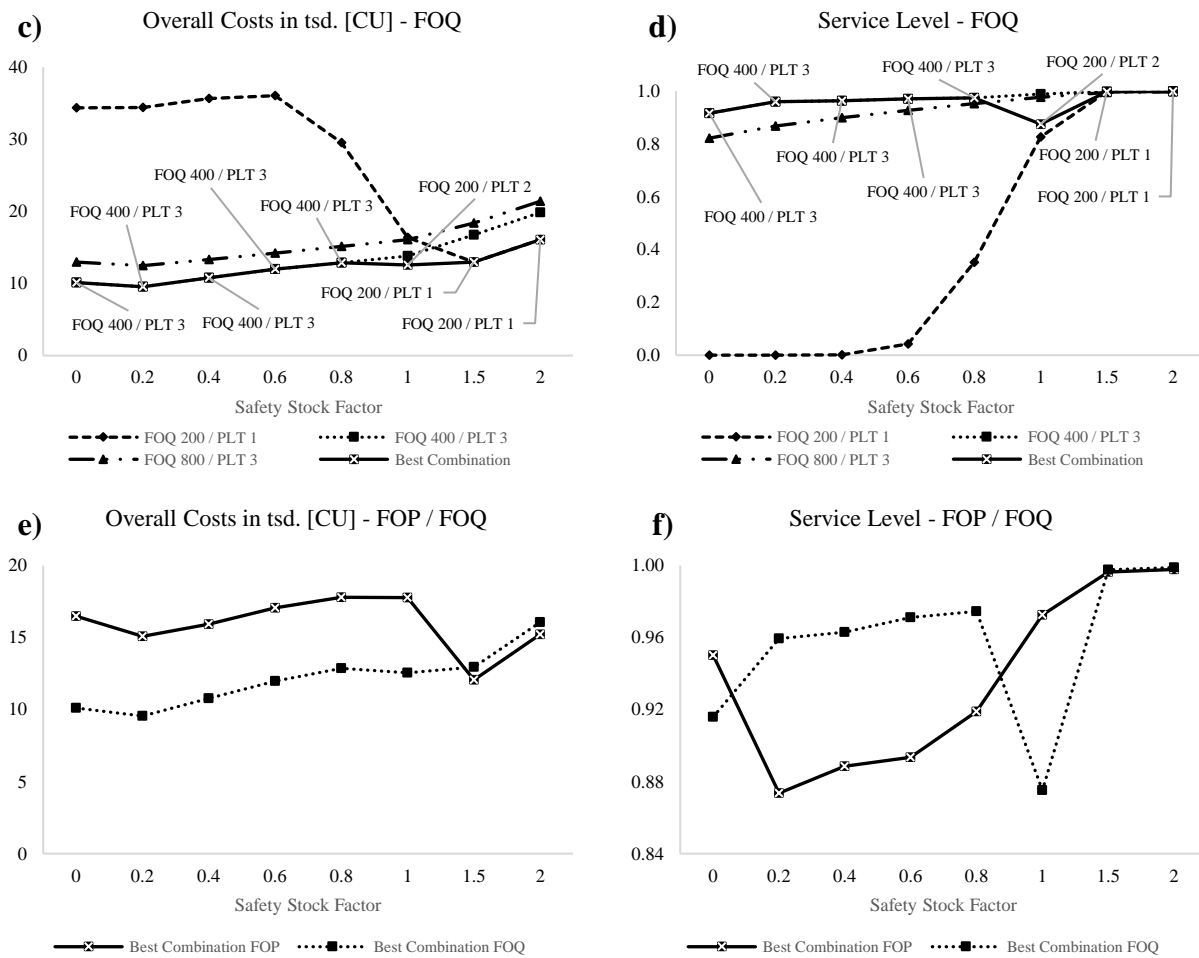 c)
Overall Costs in tsd. [CU] - FOQ
40
30
20
10
0
FOQ 400 / PLT 3
FOQ 400 / PLT 3
FOQ 400 / PLT 3
FOQ 200 / PLT 2
FOQ 400 / PLT 3
FOQ 400 / PLT 3
FOQ 200 / PLT 1
FOQ 200 / PLT 1
0 0.2 0.4 0.6 0.8 1 1.5 2
Safety Stock Factor
FOQ 200 / PLT 1 FOQ 400 / PLT 3
FOQ 800 / PLT 3 Best Combination
d)
Service Level - FOQ
1.0
0.8
0.6
0.4
0.2
0.0
FOQ 400 / PLT 3
FOQ 400 / PLT 3
FOQ 200 / PLT 2
FOQ 400 / PLT 3
FOQ 200 / PLT 1
FOQ 400 / PLT 3
FOQ 200 / PLT 1
FOQ 400 / PLT 3
0 0.2 0.4 0.6 0.8 1 1.5 2
Safety Stock Factor
FOQ 200 / PLT 1 FOQ 400 / PLT 3
FOQ 800 / PLT 3 Best Combination
e)
Overall Costs in tsd. [CU] - FOP / FOQ
20
15
10
5
0
0 0.2 0.4 0.6 0.8 1 1.5 2
Safety Stock Factor
Best Combination FOP Best Combination FOQ
f)
Service Level - FOP / FOQ
1.00
0.96
0.92
0.88
0.84
0 0.2 0.4 0.6 0.8 1 1.5 2
Safety Stock Factor
Best Combination FOP Best Combination FOQ